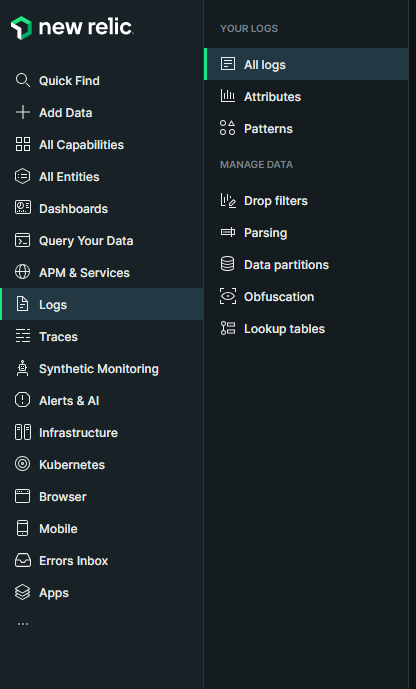 new relic
Quick Find
Add Data
All Capabilities
All Entities
Dashboards
Query Your Data
APM & Services
Logs
Traces
Synthetic Monitoring
Alerts & AI
Infrastructure
Kubernetes
Browser
Mobile
Errors Inbox
Apps
...
YOUR LOGS
All logs
Attributes
Patterns
MANAGE DATA
Drop filters
Parsing
Data partitions
Obfuscation
Lookup tables